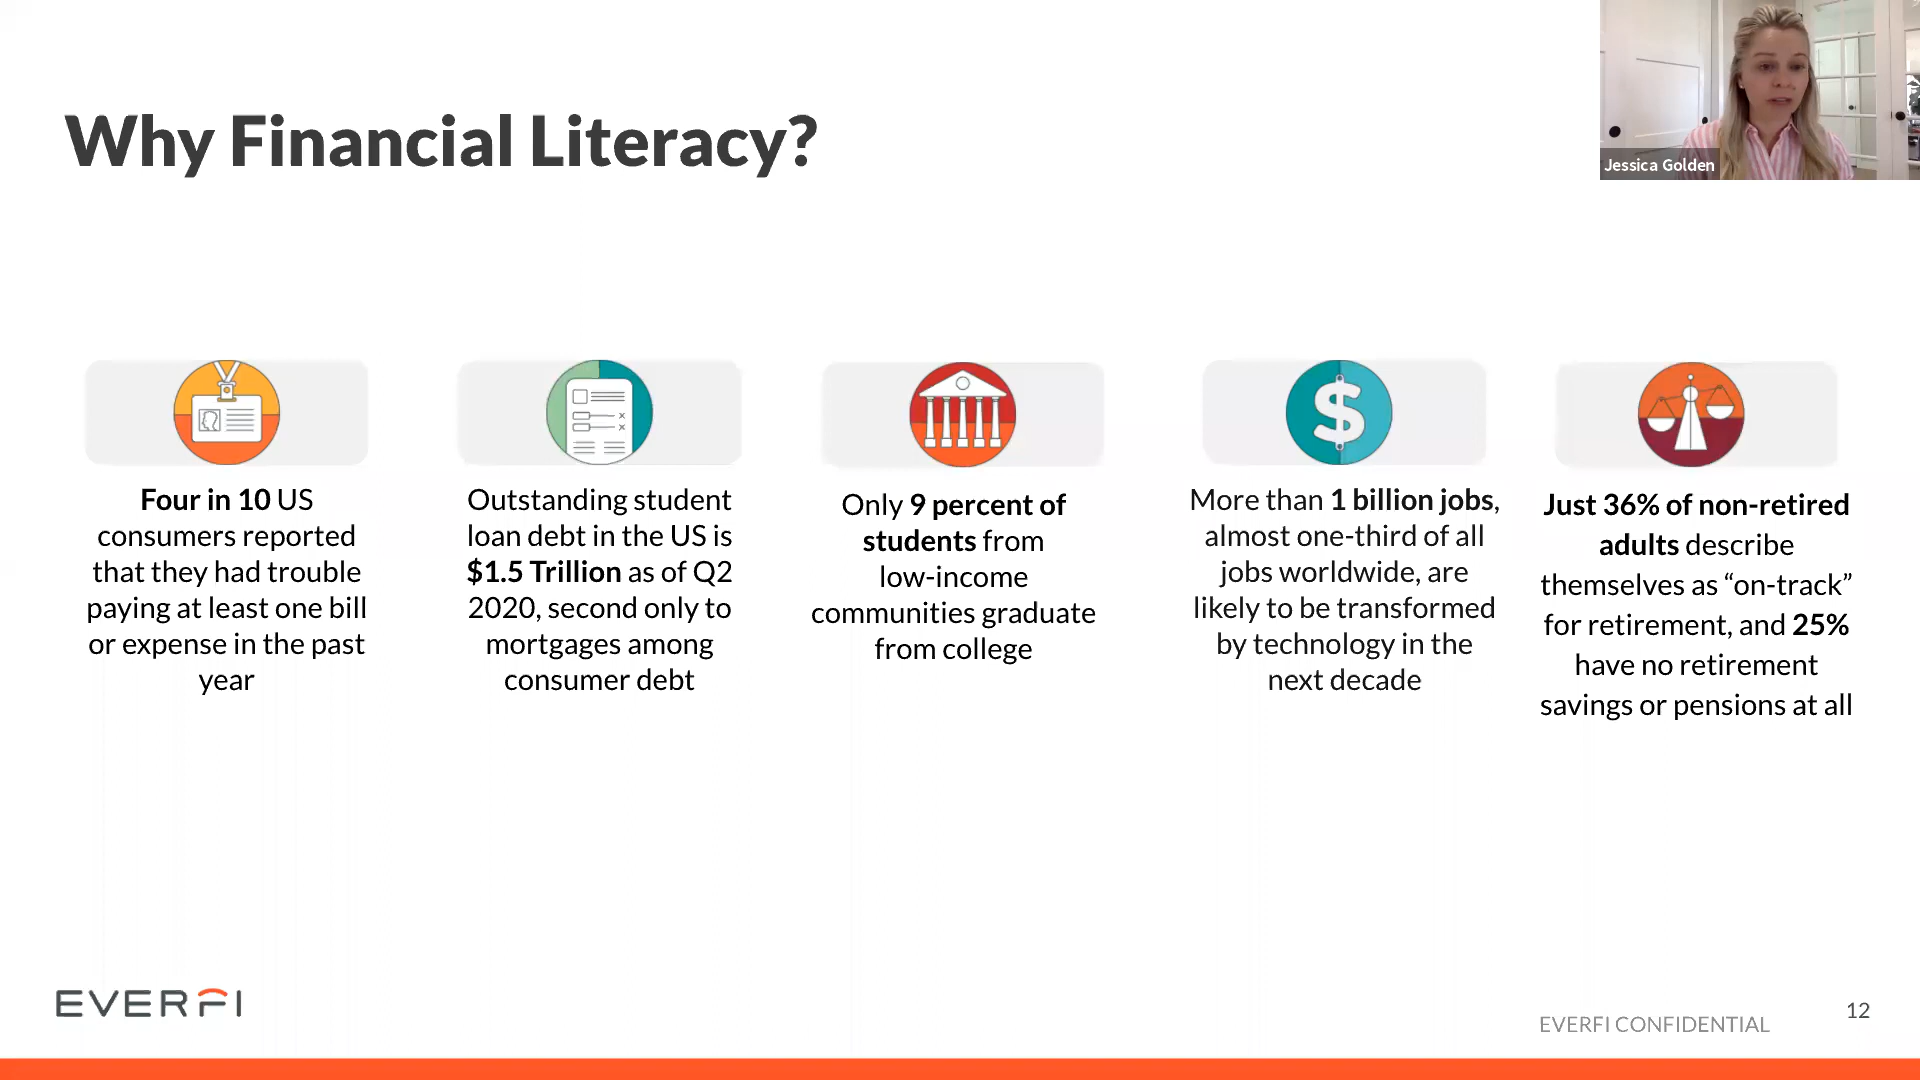 Why Financial Literacy?
Jessica Golden
Four in 10 US
consumers reported
that they had trouble
paying at least one bill
or expense in the past
year
Outstanding student
loan debt in the US is
$1.5 Trillion as of Q2
2020, second only to
mortgages among
consumer debt
Only 9 percent of
students from
low-income
communities graduate
from college
More than 1 billion jobs,
almost one-third of all
jobs worldwide, are
likely to be transformed
by technology in the
next decade
Just 36% of non-retired
adults describe
themselves as “on-track”
for retirement, and 25%
have no retirement
savings or pensions at all
EVERFI
EVERFI CONFIDENTIAL
12